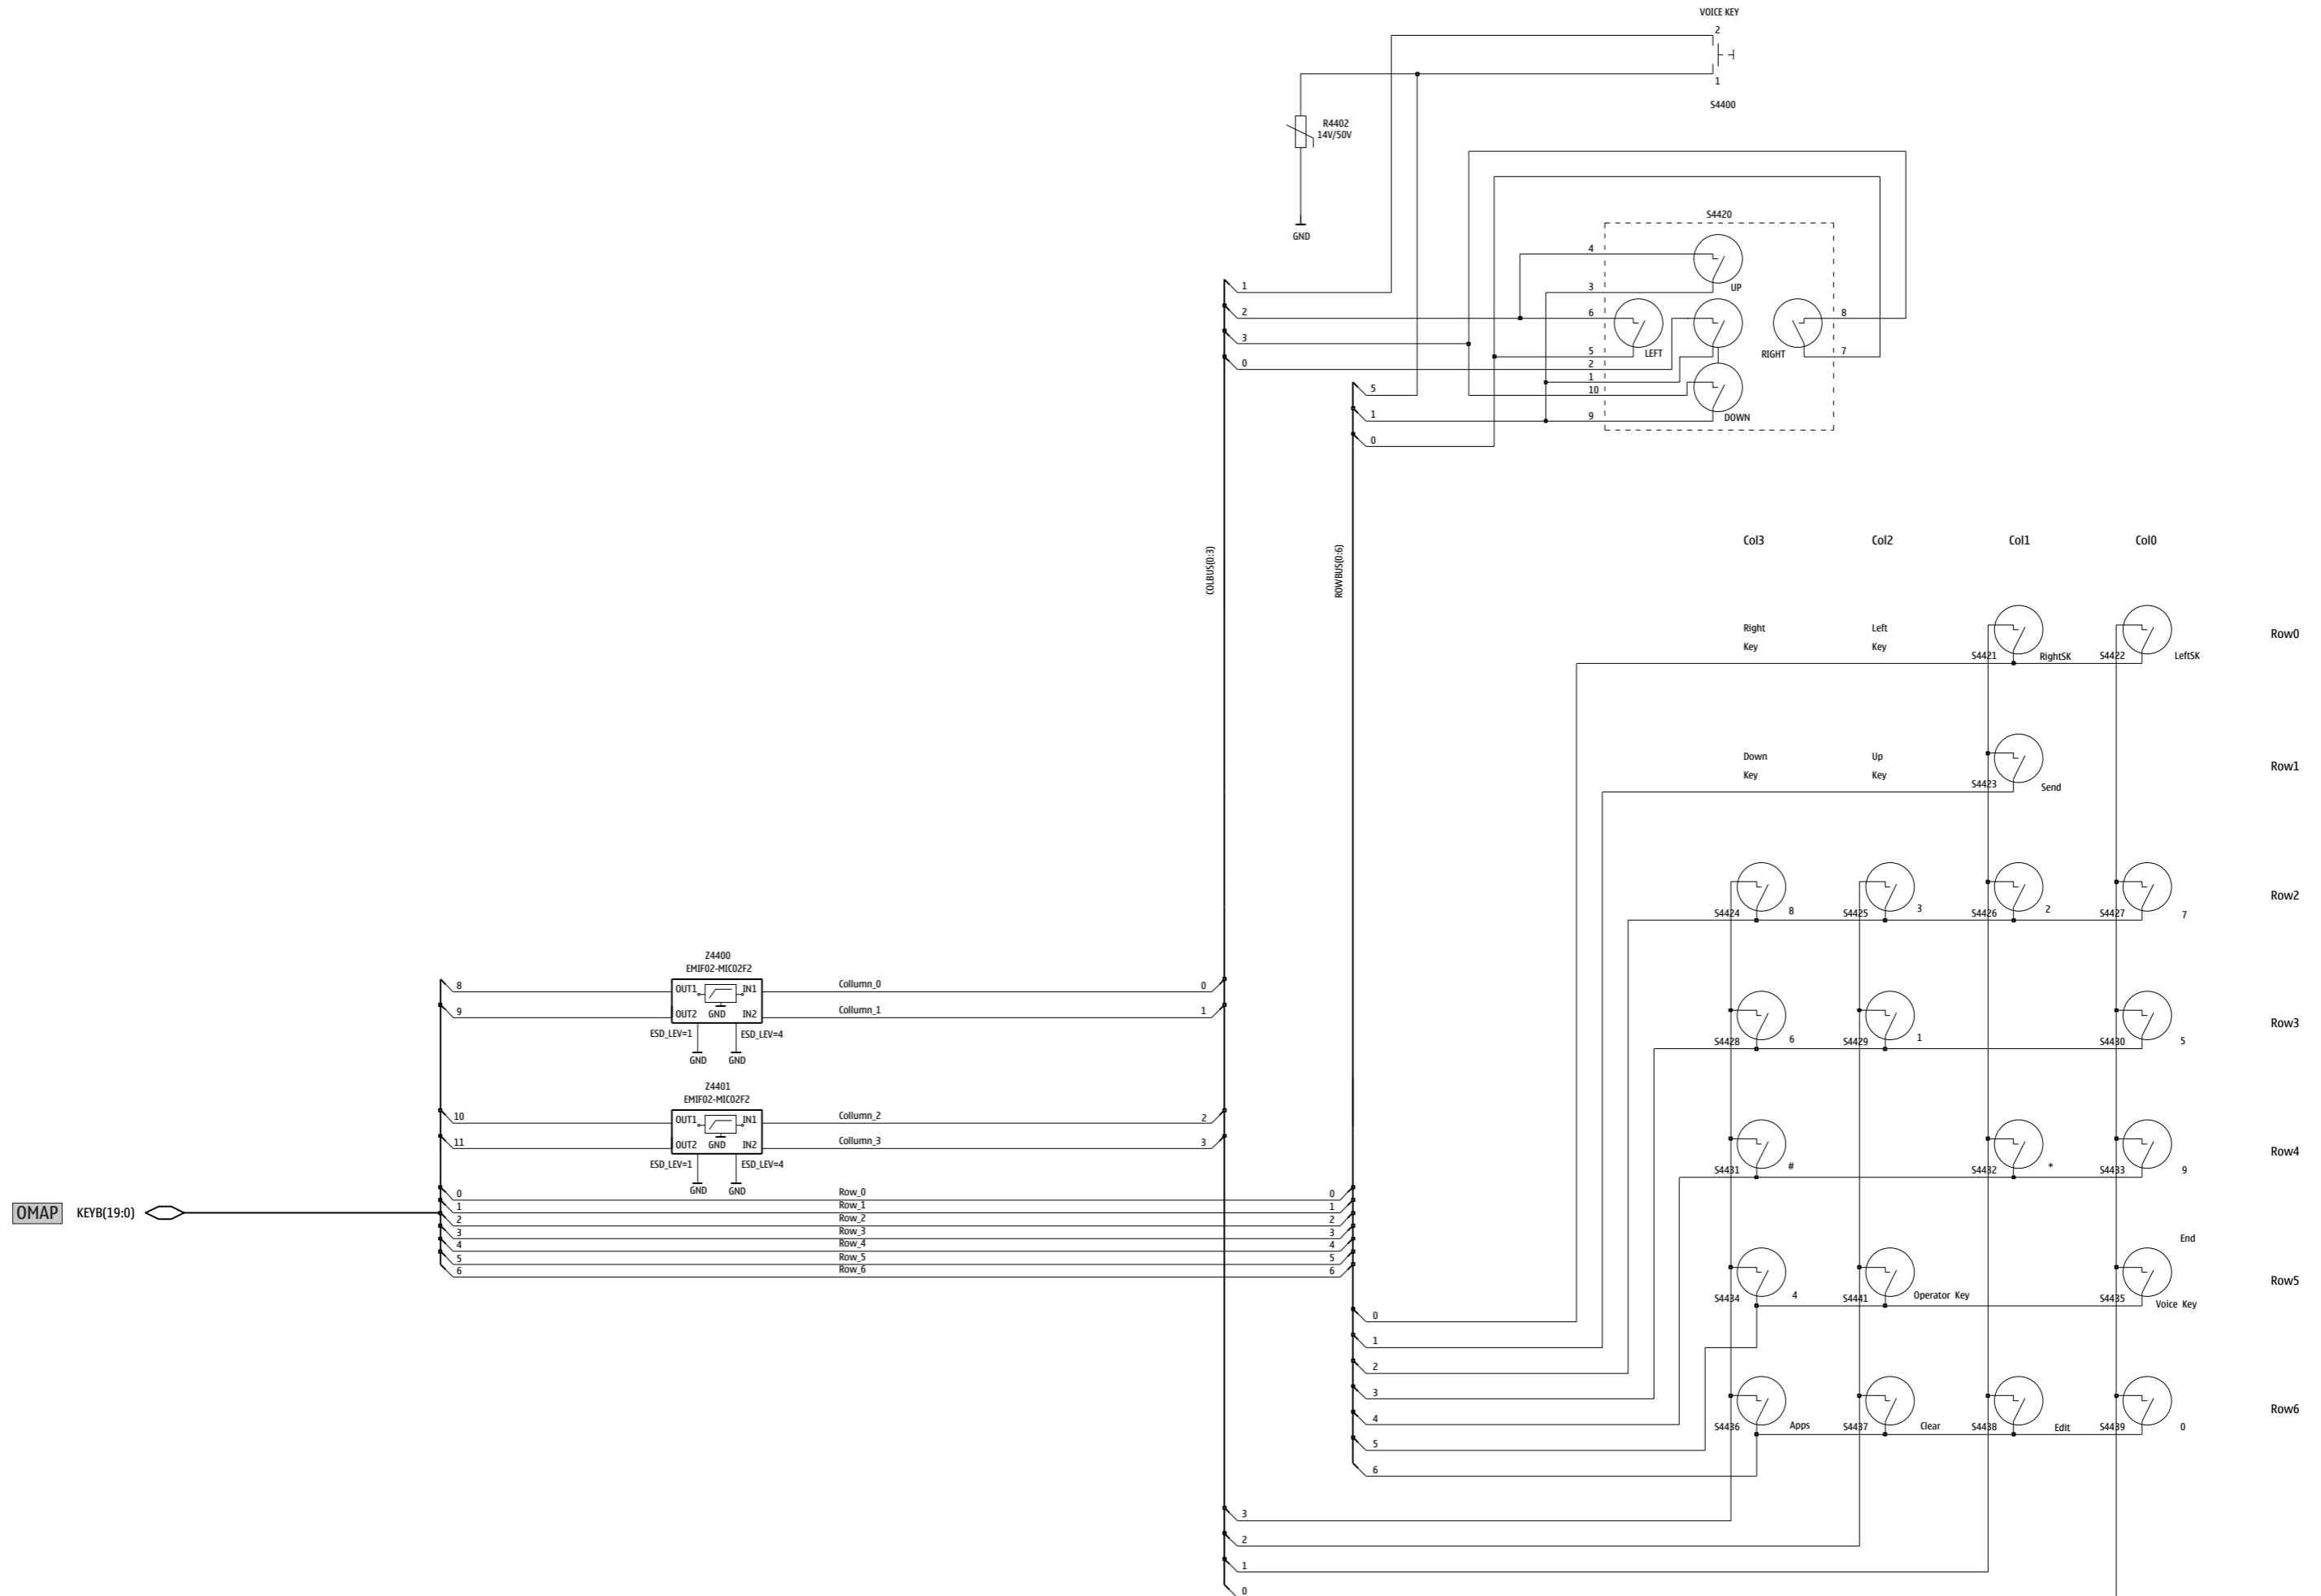 VOICE KEY
2
1
S4400
R4402
14V/50V
GND
S4420
4
3
UP
1
2
6
8
3
5
LEFT
RIGHT
7
0
2
1
5
10
1
9
DOWN
0
COLBUS(0:3)
ROWBUS(0:6)
Col3 Col2 Col1 Col0
Right Left
Key Key
Row0
S4421 RightSK S4422 LeftSK
Down Up
Key Key
Row1
S4423 Send
Row2
S4424 8 S4425 3 S4426 2 S4427 7
Z4400
EMIF02-MIC02F2
8 OUT1 IN1 Collumn_0 0
9 OUT2 GND IN2 Collumn_1 1
ESD_LEV=1 ESD_LEV=4
GND GND
Row3
S4428 6 S4429 1 S4430 5
Z4401
EMIF02-MIC02F2
10 OUT1 IN1 Collumn_2 2
11 OUT2 GND IN2 Collumn_3 3
ESD_LEV=1 ESD_LEV=4
GND GND
Row4
S4431 # S4432 * S4433 9
OMAP KEYB(19:0)
0 Row_0 0
1 Row_1 1
2 Row_2 2
3 Row_3 3
4 Row_4 4
5 Row_5 5
6 Row_6 6
End
Row5
S4434 4 S4441 Operator Key S4435 Voice Key
0
1
2
3
4
5
6
Row6
S4436 Apps S4437 Clear S4438 Edit S4439 0
3
2
1
0